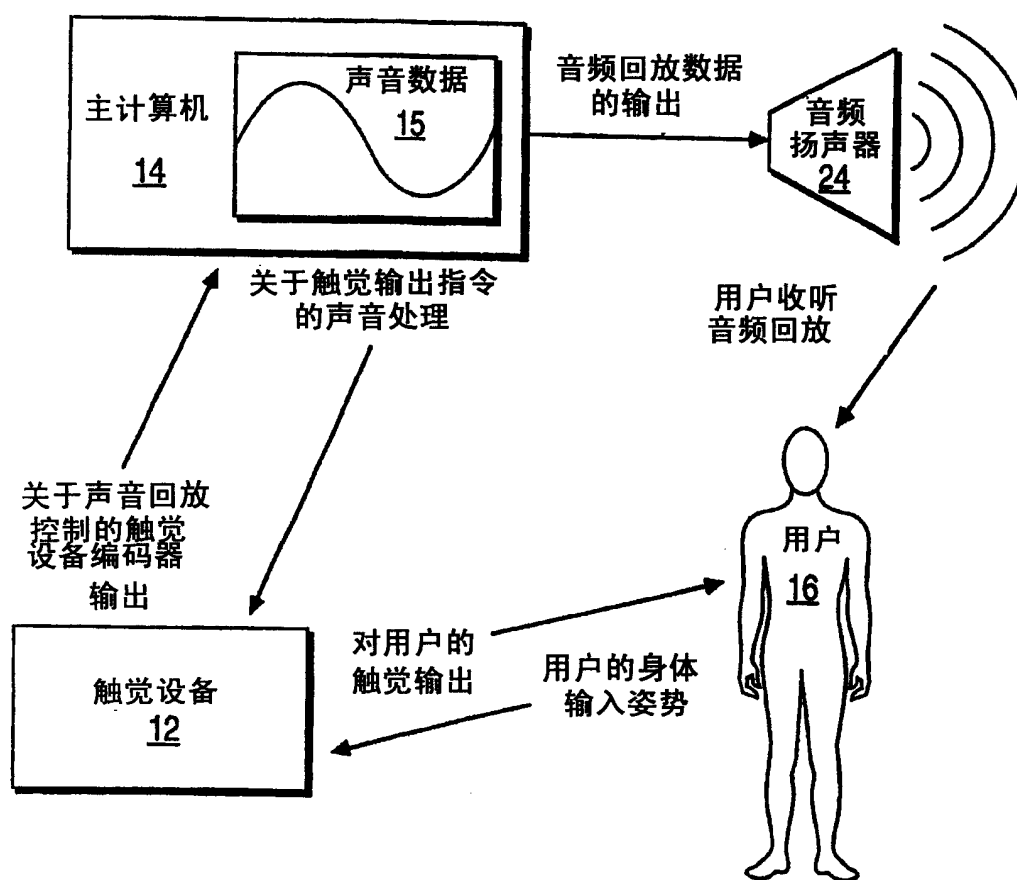 主计算机
14
声音数据
15
音频回放数据
的输出
音频
扬声器
24
关于触觉输出指令
的声音处理
用户收听
音频回放
关于声音回放
控制的触觉
设备编码器
输出
用户
16
对用户的
触觉输出
用户的身体
输入姿势
触觉设备
12